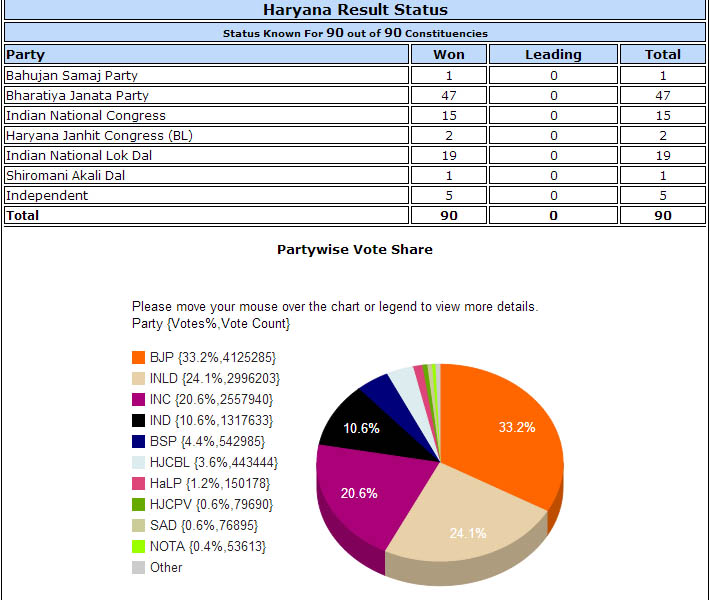 Haryana Result Status
Status Known For 90 out of 90 Constituencies
Party Won Leading Total
Bahujan Samaj Party 1 0 1
Bharatiya Janata Party 47 0 47
Indian National Congress 15 0 15
Haryana Janhit Congress (BL) 2 0 2
Indian National Lok Dal 19 0 19
Shiromani Akali Dal 1 0 1
Independent 5 0 5
Total 90 0 90
Partywise Vote Share
Please move your mouse over the chart or legend to view more details.
Party {Votes%,Vote Count}
BJP {33.2%,4125285}
INLD {24.1%,2996203}
INC {20.6%,2557940}
IND {10.6%,1317633}
BSP {4.4%,542985}
HJCBL {3.6%,443444}
HaLP {1.2%,150178}
HJCPV {0.6%,79690}
SAD {0.6%,76895}
NOTA {0.4%,53613}
Other
33.2%
10.6%
20.6%
24.1%